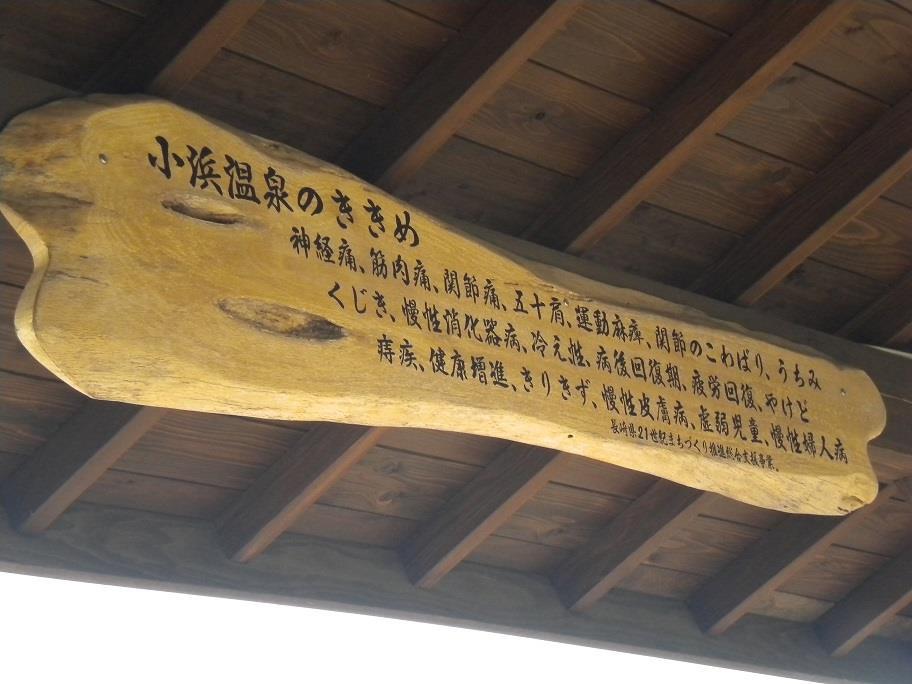 小浜温泉のききめ
神経痛、筋肉痛、関節痛、五十肩、運動麻痺、関節のこわばり、うちみ
くじき、慢性消化器病、冷え性、病後回復期、疲労回復、やけど
痔疾、健康増進、きりきず、慢性皮膚病、虚弱児童、慢性婦人病
長崎県21世紀まちづくり推進総合支援事業。